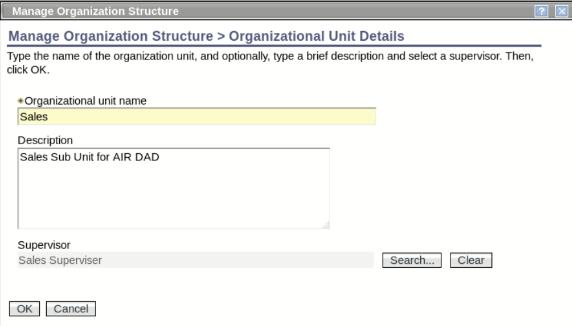 Manage Organization Structure
Manage Organization Structure > Organizational Unit Details
Type the name of the organization unit, and optionally, type a brief description and select a supervisor. Then,
click OK.
*Organizational unit name
Sales
Description
Sales Sub Unit for AIR DAD
Supervisor
Sales Superviser
Search... Clear
OK Cancel